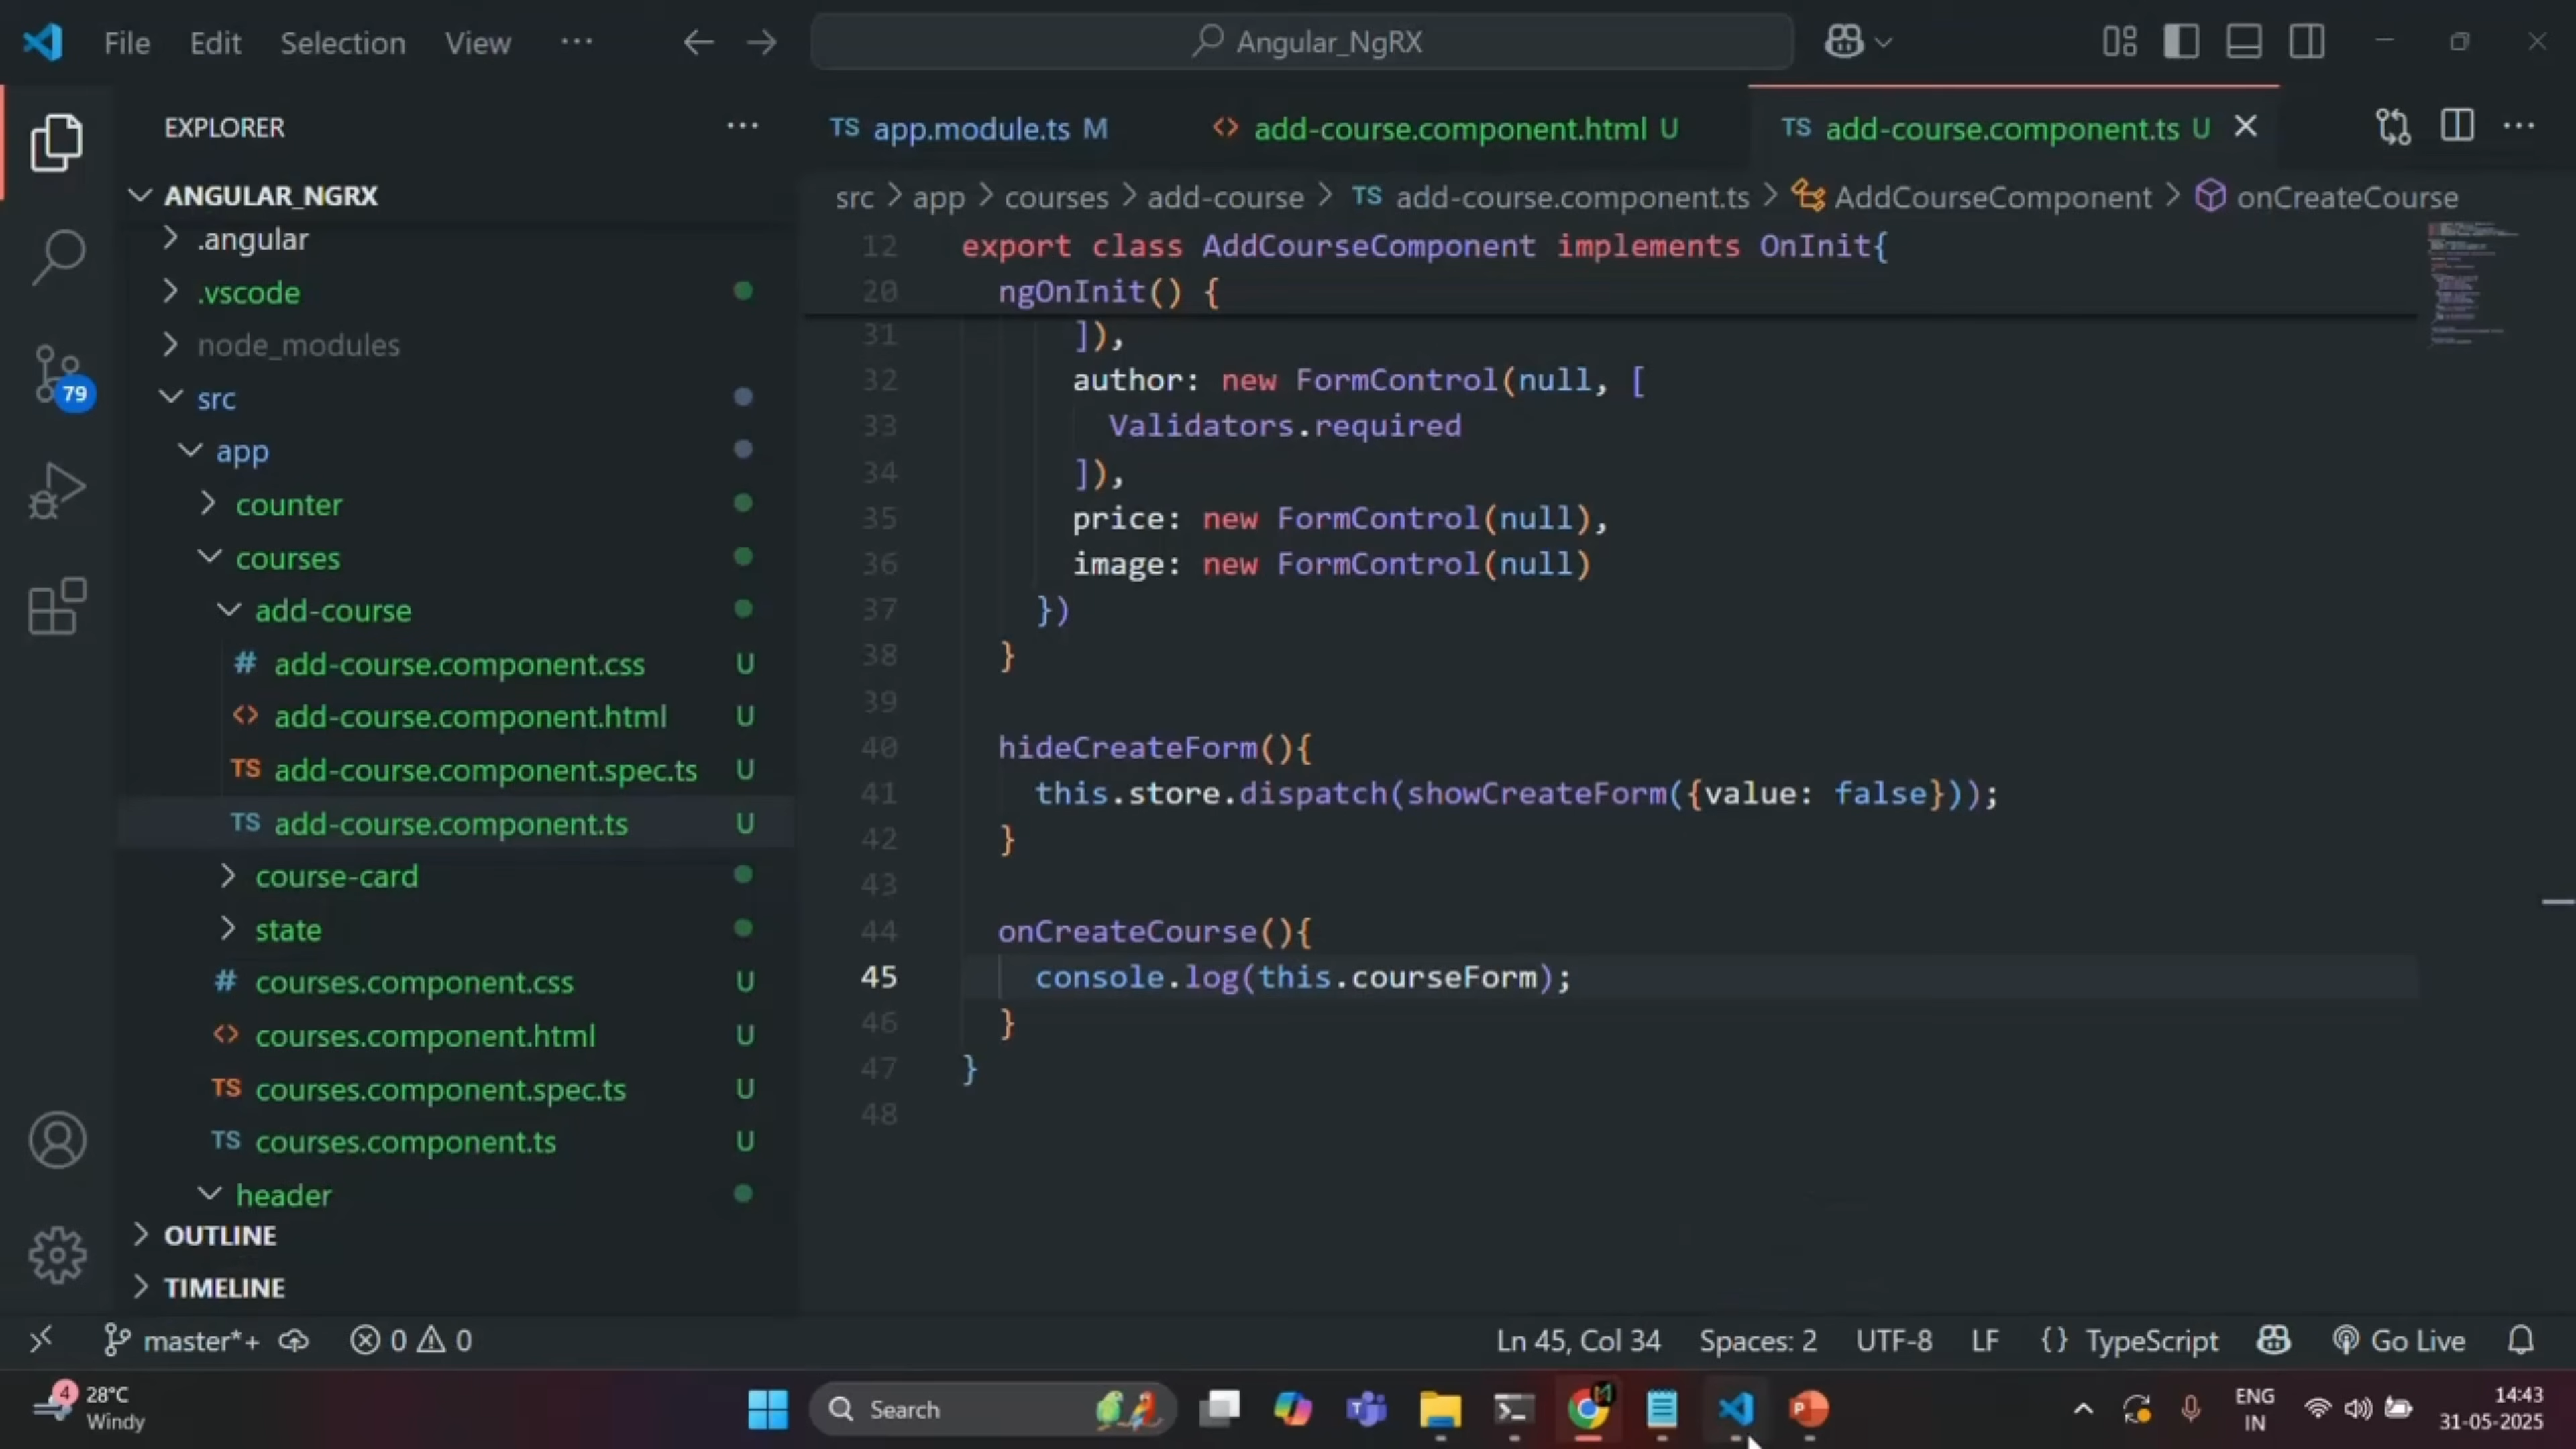 File Edit Selection View ... Angular_NgRX
EXPLORER ...
ANGULAR_NGRX
.angular
.vscode
node_modules
src
app
counter
courses
add-course
# add-course.component.css U
<> add-course.component.html U
TS add-course.component.spec.ts U
TS add-course.component.ts U
course-card
state
# courses.component.css U
<> courses.component.html U
TS courses.component.spec.ts U
TS courses.component.ts U
header
OUTLINE
TIMELINE
79
TS app.module.ts M <> add-course.component.html U TS add-course.component.ts U
src > app > courses > add-course > TS add-course.component.ts > AddCourseComponent > onCreateCourse
12 export class AddCourseComponent implements OnInit{
20 ngOnInit() {
31 ]),
32 author: new FormControl(null, [
33 Validators.required
34 ]),
35 price: new FormControl(null),
36 image: new FormControl(null)
37 })
38 }
39
40 hideCreateForm(){
41 this.store.dispatch(showCreateForm({value: false}));
42 }
43
44 onCreateCourse(){
45 console.log(this.courseForm);
46 }
47 }
48
master*+ 0 0 Ln 45, Col 34 Spaces: 2 UTF-8 LF {} TypeScript Go Live
4 28°C
Windy
Search
ENG
IN
14:43
31-05-2025